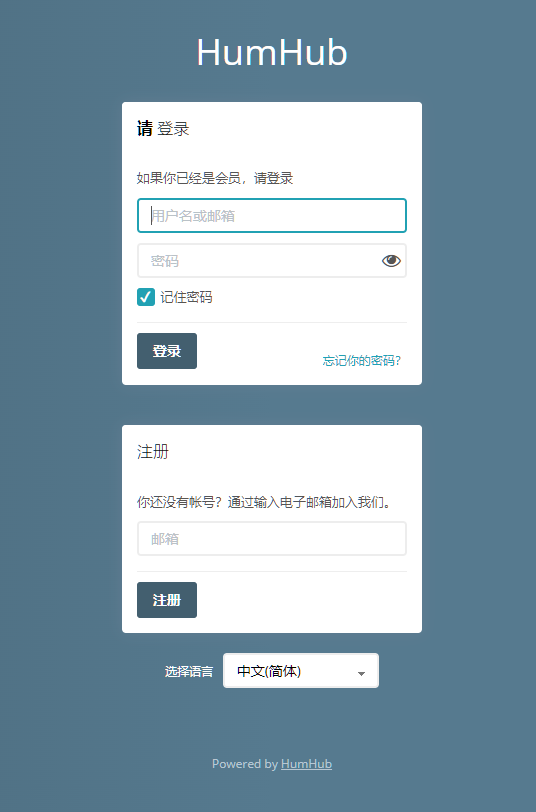 HumHub
请 登录
如果你已经是会员，请登录
用户名或邮箱
密码
记住密码
登录
忘记你的密码?
注册
你还没有帐号？通过输入电子邮箱加入我们。
邮箱
注册
选择语言 中文(简体)
Powered by HumHub